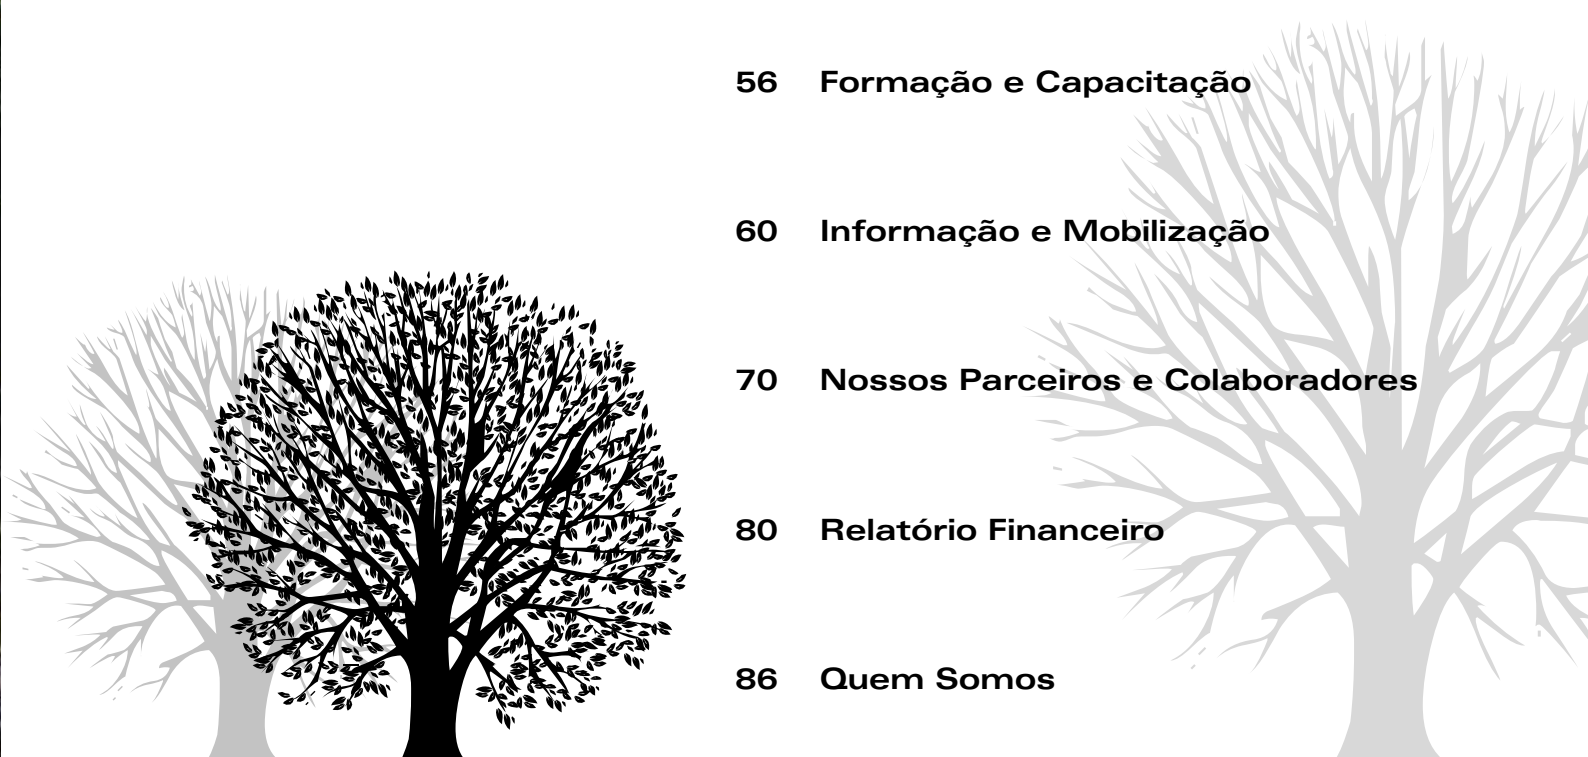 56 Formação e Capacitação
60 Informação e Mobilização
70 Nossos Parceiros e Colaboradores
80 Relatório Financeiro
86 Quem Somos